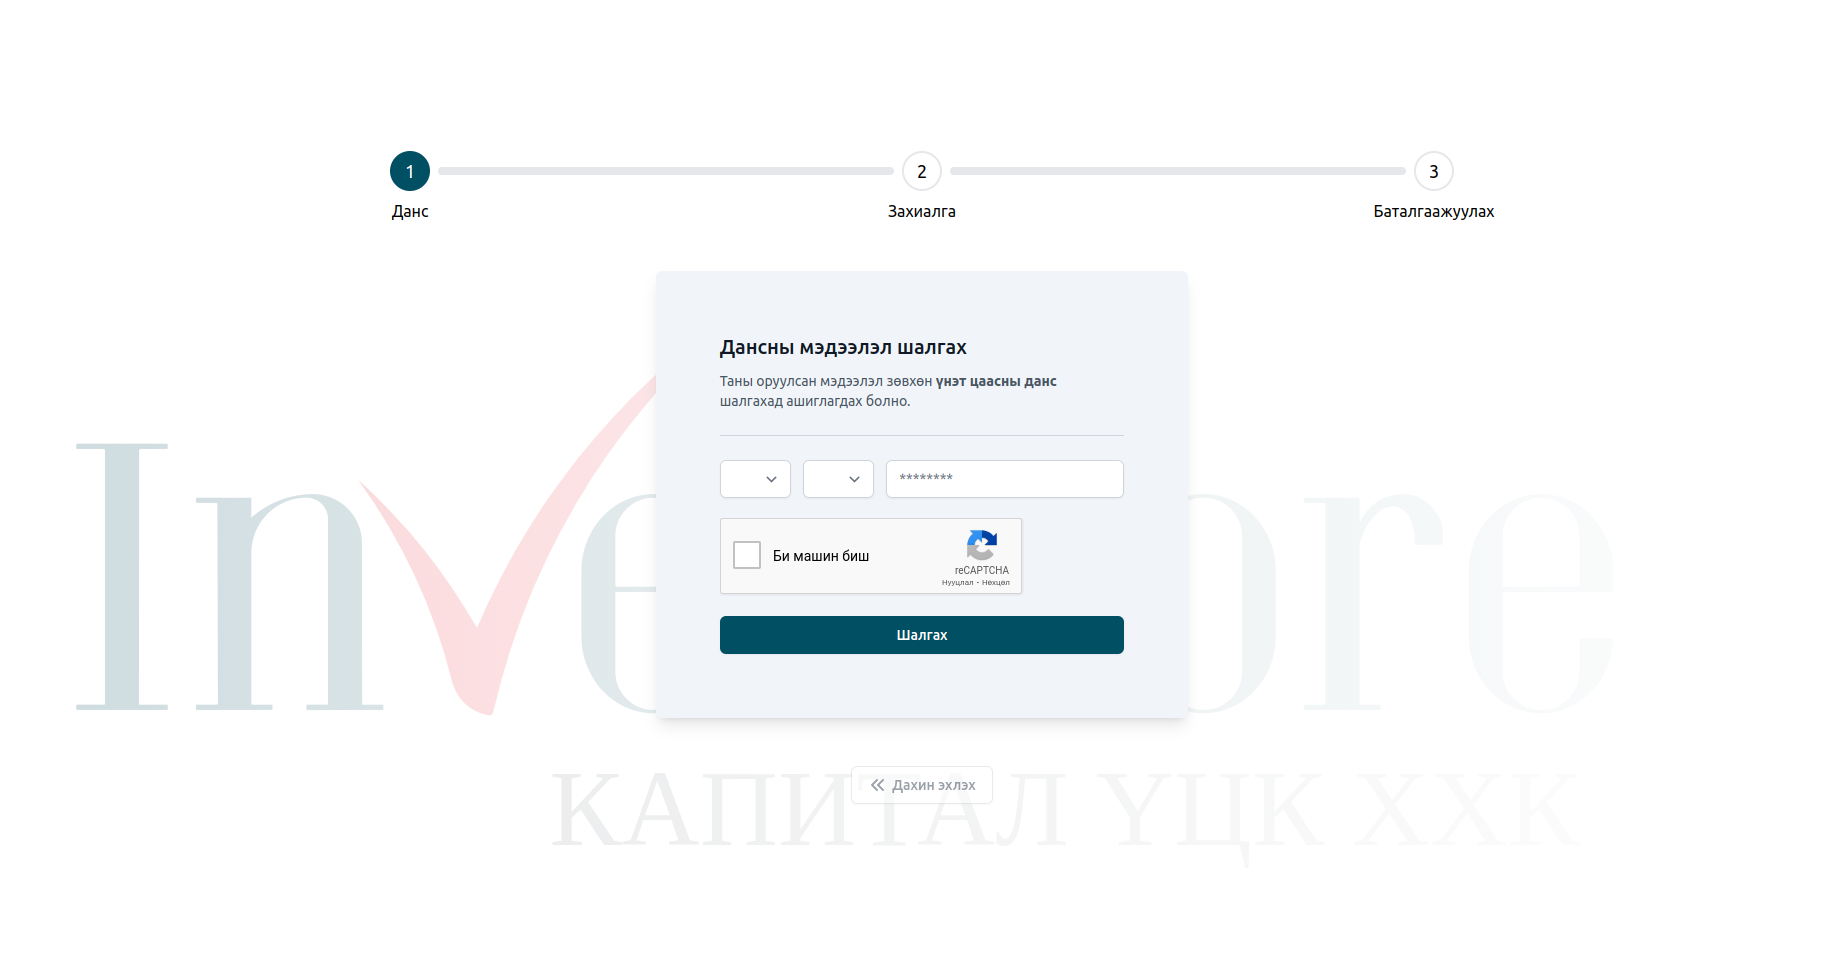 1
2
3
Данс
Захиалга
Баталгаажуулах
Дансны мэдээлэл шалгах
Таны оруулсан мэдээлэл зөвхөн үнэт цаасны данс
шалгахад ашиглагдах болно.
********
Би машин биш
reCAPTCHA
Нууцлал - Нөхцөл
Шалгах
Дахин эхлэх
КАПИТАЛ ҮЦК ХХК